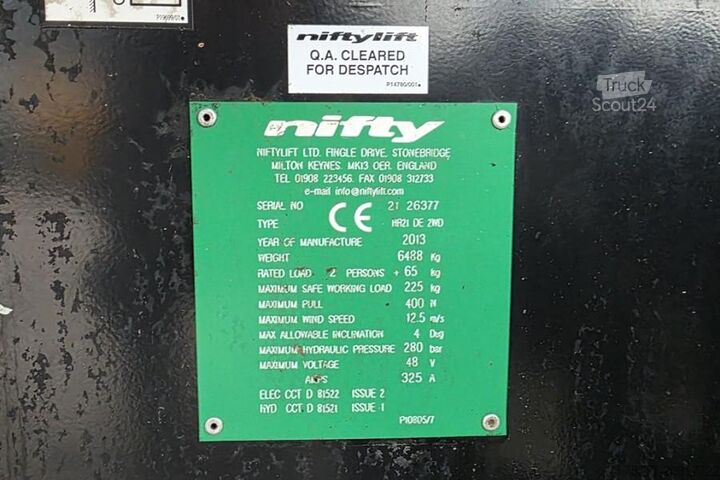 P19699/01
niftylift
Q.A. CLEARED
FOR DESPATCH
P14780/001
Truck
Scout24
nifty
NIFTYLIFT LTD, FINGLE DRIVE, STONEBRIDGE,
MILTON KEYNES. MK13 OER. ENGLAND
TEL 01908 223456. FAX 01908 312733
e-mail info@niftylift.com
SERIAL NO 21 26377
TYPE CE HR21 DE 2WD
YEAR OF MANUFACTURE 2013
WEIGHT 6488 Kg
RATED LOAD 2 PERSONS + 65 Kg
MAXIMUM SAFE WORKING LOAD 225 Kg
MAXIMUM PULL 400 N
MAXIMUM WIND SPEED 12.5 m/s
MAX ALLOWABLE INCLINATION 4 Deg
MAXIMUM HYDRAULIC PRESSURE 280 bar
MAXIMUM VOLTAGE 48 V
AMPS 325 A
ELEC CCT D 81522 ISSUE 2
HYD CCT D 81521 ISSUE 1
P10805/7